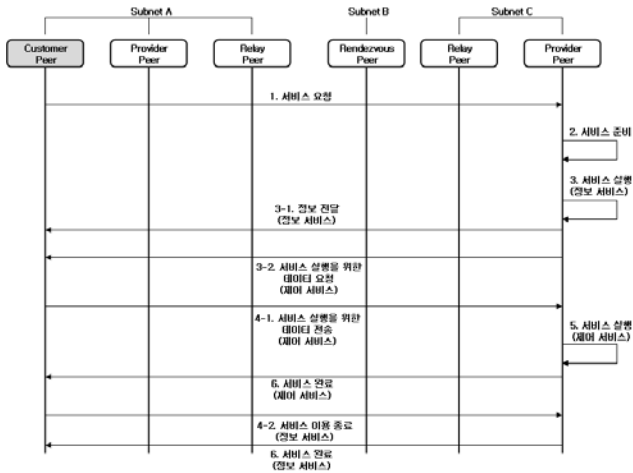 Subnet A
Subnet B
Subnet C
Customer
Peer
Provider
Peer
Relay
Peer
Rendezvous
Peer
Relay
Peer
Provider
Peer
1. 서비스 요청
2. 서비스 준비
3. 서비스 실행
(정보 서비스)
3-1. 정보 전달
(정보 서비스)
3-2. 서비스 실행을 위한
데이터 요청
(제어 서비스)
4-1. 서비스 실행을 위한
데이터 전송
(제어 서비스)
5. 서비스 실행
(제어 서비스)
6. 서비스 완료
(제어 서비스)
4-2. 서비스 이용 종료
(정보 서비스)
6. 서비스 완료
(정보 서비스)